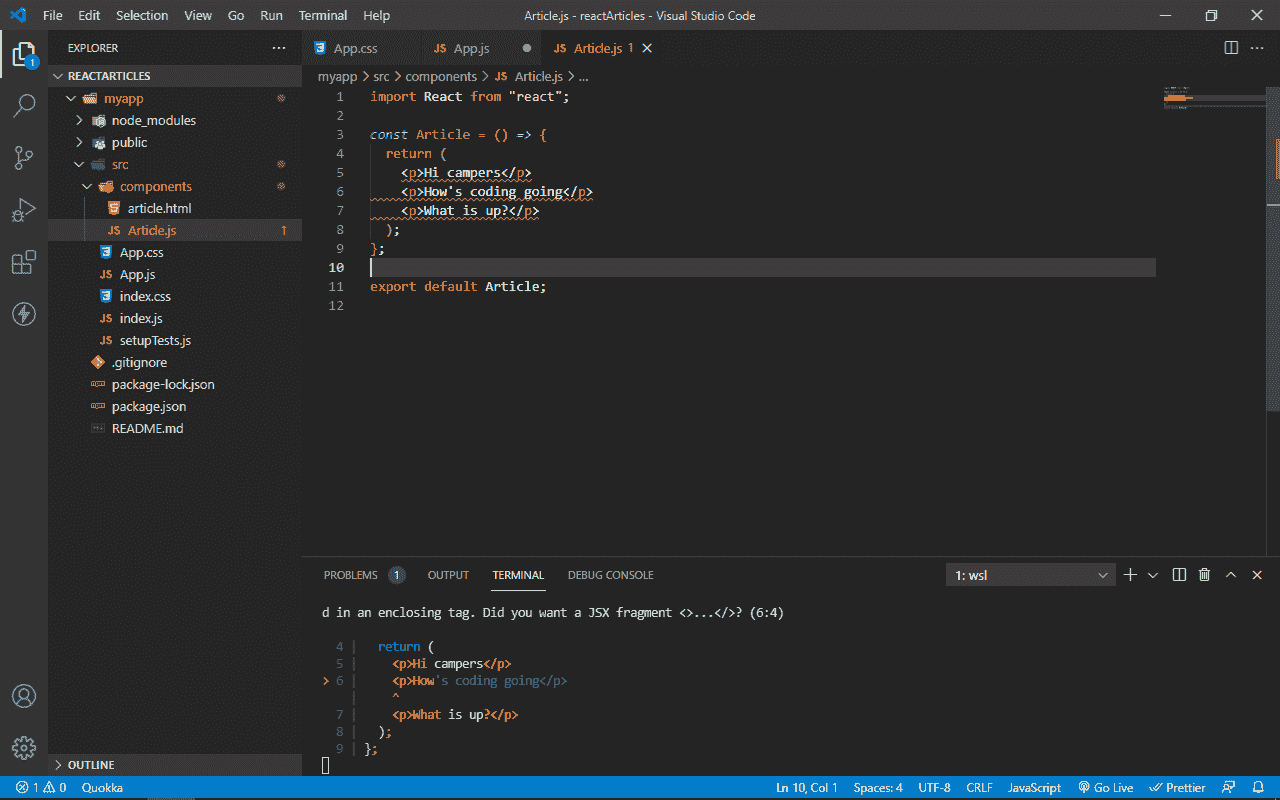 File Edit Selection View Go Run Terminal Help
Article.js - reactArticles - Visual Studio Code
1
EXPLORER
REACTARTICLES
myapp
node_modules
public
src
components
article.html
JS Article.js 1
App.css
JS App.js
index.css
JS index.js
JS setupTests.js
.gitignore
package-lock.json
package.json
README.md
OUTLINE
App.css JS App.js JS Article.js 1
myapp > src > components > JS Article.js > ...
1 import React from "react";
2
3 const Article = () => {
4 return (
5 <p>Hi campers</p>
6 <p>How's coding going</p>
7 <p>What is up?</p>
8 );
9 };
10
11 export default Article;
12
PROBLEMS 1 OUTPUT TERMINAL DEBUG CONSOLE
1: wsl
d in an enclosing tag. Did you want a JSX fragment <>...</>? (6:4)
4 | return (
5 | <p>Hi campers</p>
> 6 | <p>How's coding going</p>
| ^
7 | <p>What is up?</p>
8 | );
9 | };
1 0 Quokka
Ln 10, Col 1 Spaces: 4 UTF-8 CRLF JavaScript Go Live Prettier